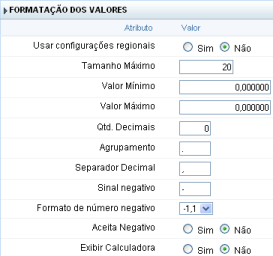 FORMATAÇÃO DOS VALORES
Atributo Valor
Usar configurações regionais Sim Não
Tamanho Máximo 20
Valor Mínimo 0,000000
Valor Máximo 0,000000
Qtd. Decimais 0
Agrupamento .
Separador Decimal ,
Sinal negativo -
Formato de número negativo -1,1
Aceita Negativo Sim Não
Exibir Calculadora Sim Não